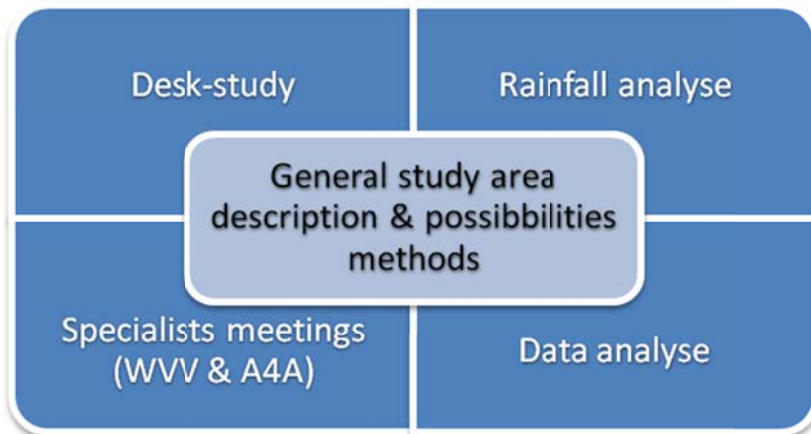 Desk-study
Rainfall analyse
General study area
description & possibbilities
methods
Specialists meetings
(WVV & A4A)
Data analyse